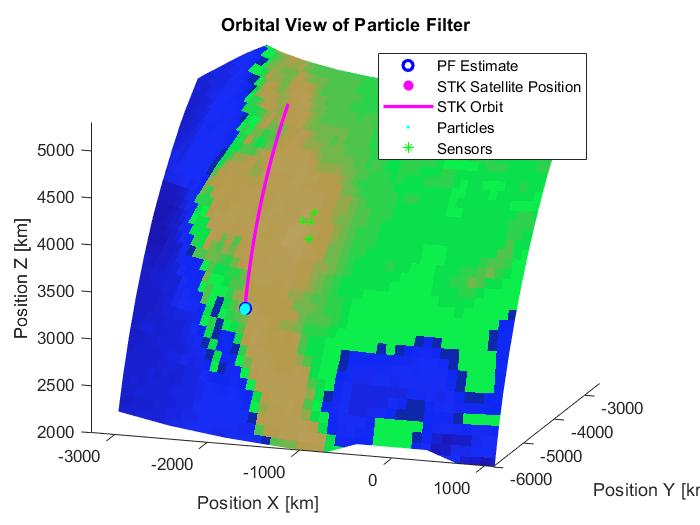 Orbital View of Particle Filter
PF Estimate
STK Satellite Position
STK Orbit
Particles
Sensors
Position Z [km]
5000
4500
4000
3500
3000
2500
2000
-3000
-2000
-1000
0
1000
Position X [km]
-3000
-4000
-5000
-6000
Position Y [k